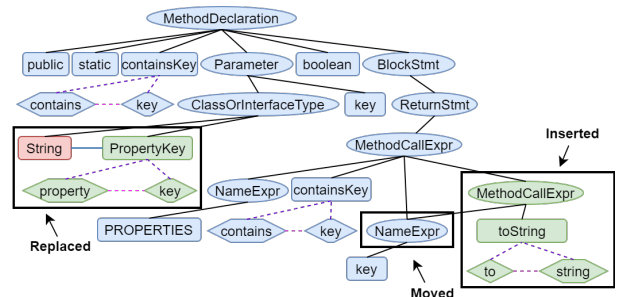 MethodDeclaration
public static containsKey Parameter boolean BlockStmt
contains key ClassOrInterfaceType key ReturnStmt
String PropertyKey MethodCallExpr Inserted
property key NameExpr containsKey MethodCallExpr
Replaced PROPERTIES contains key NameExpr toString
key to string
Moved